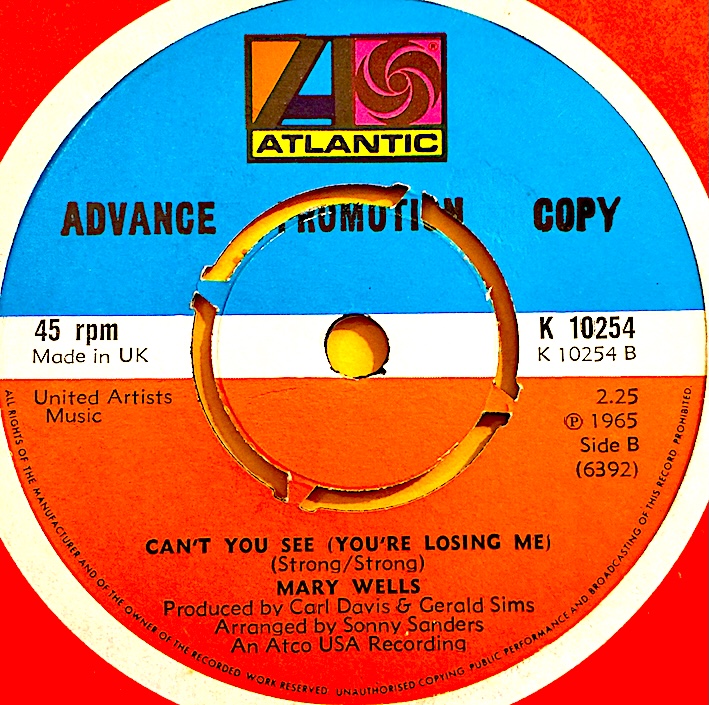 ATLANTIC
ADVANCE PROMOTION COPY
45 rpm
Made in UK
K 10254
K 10254 B
United Artists
Music
2.25
℗ 1965
Side B
(6392)
CAN'T YOU SEE (YOU'RE LOSING ME)
(Strong/Strong)
MARY WELLS
Produced by Carl Davis & Gerald Sims
Arranged by Sonny Sanders
An Atco USA Recording
ALL RIGHTS OF THE MANUFACTURER AND OF THE OWNER OF THE RECORDED WORK RESERVED. UNAUTHORISED COPYING PUBLIC PERFORMANCE AND BROADCASTING OF THIS RECORD PROHIBITED.